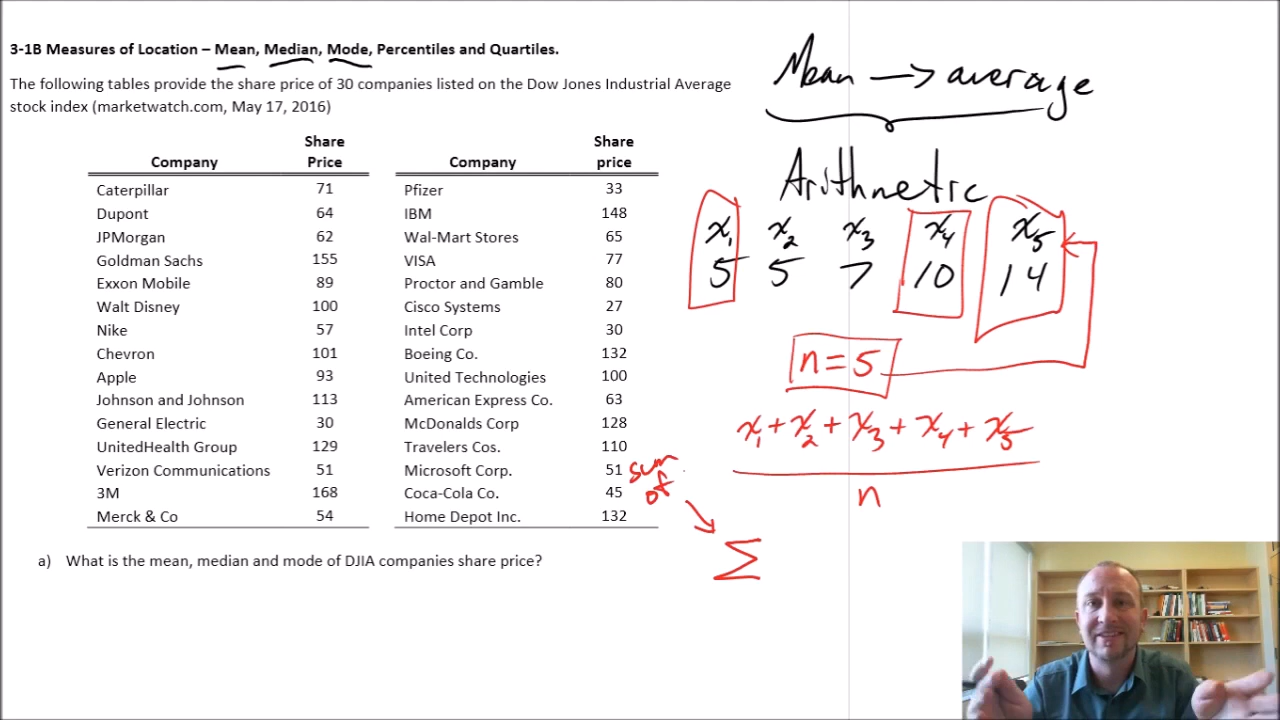 3-1B Measures of Location – Mean, Median, Mode, Percentiles and Quartiles.
The following tables provide the share price of 30 companies listed on the Dow Jones Industrial Average
stock index (marketwatch.com, May 17, 2016)
Share Share
Company Price Company price
Caterpillar 71 Pfizer 33
Dupont 64 IBM 148
JPMorgan 62 Wal-Mart Stores 65
Goldman Sachs 155 VISA 77
Exxon Mobile 89 Proctor and Gamble 80
Walt Disney 100 Cisco Systems 27
Nike 57 Intel Corp 30
Chevron 101 Boeing Co. 132
Apple 93 United Technologies 100
Johnson and Johnson 113 American Express Co. 63
General Electric 30 McDonalds Corp 128
UnitedHealth Group 129 Travelers Cos. 110
Verizon Communications 51 Microsoft Corp. 51
3M 168 Coca-Cola Co. 45
Merck & Co 54 Home Depot Inc. 132
a) What is the mean, median and mode of DJIA companies share price?
Mean → average
Arithmetic
x₁ x₂ x₃ x₄ x₅
5 5 7 10 14
n=5
x₁+x₂+x₃+x₄+x₅
n
sum
of
Σ